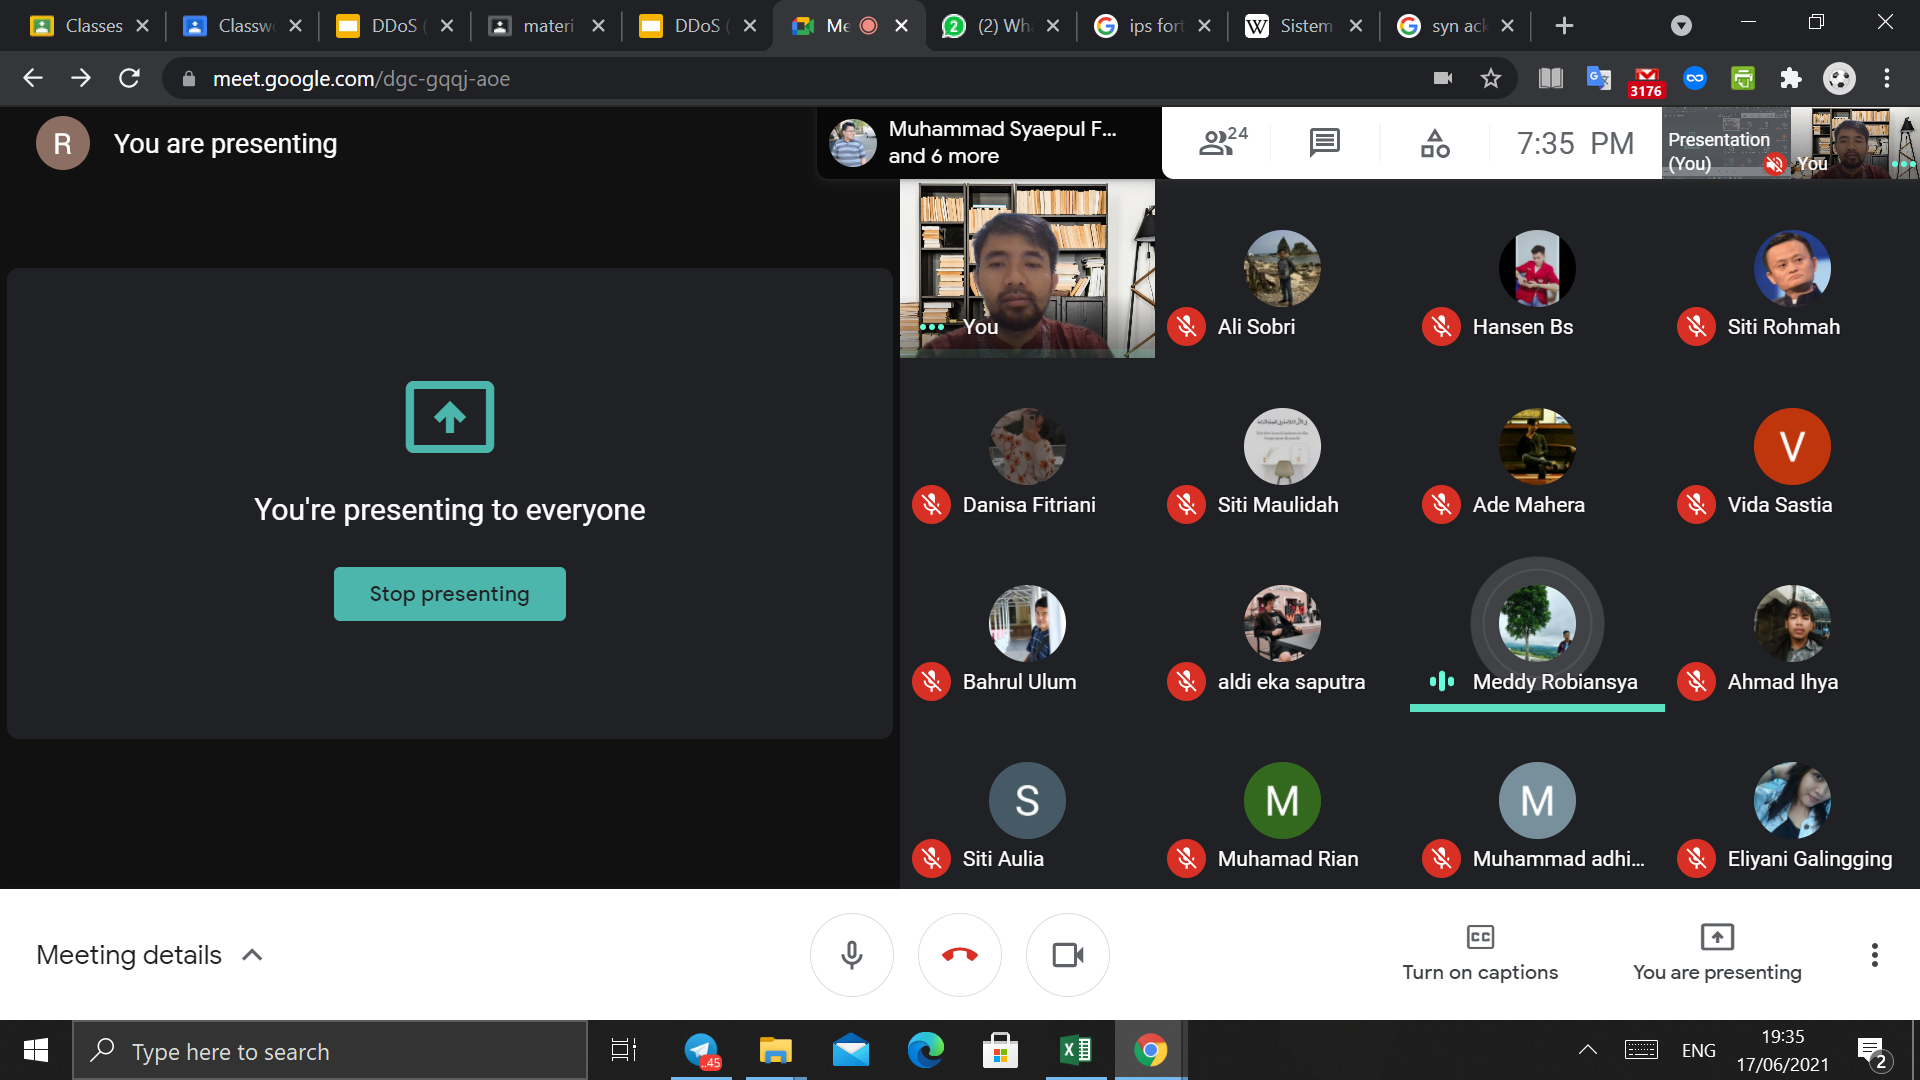 Classes
Classw
DDoS (
materi
DDoS (
Me
(2) Wh
ips fort
Sistem
syn ack
meet.google.com/dgc-gqqj-aoe
3176
R
You are presenting
Muhammad Syaepul F...
and 6 more
24
7:35 PM
Presentation
(You)
You
You
Ali Sobri
Hansen Bs
Siti Rohmah
Danisa Fitriani
Siti Maulidah
Ade Mahera
V
Vida Sastia
You're presenting to everyone
Stop presenting
Bahrul Ulum
aldi eka saputra
Meddy Robiansya
Ahmad Ihya
S
Siti Aulia
M
Muhamad Rian
M
Muhammad adhi...
Eliyani Galingging
Meeting details
CC
Turn on captions
You are presenting
Type here to search
..45
ENG
19:35
17/06/2021
2